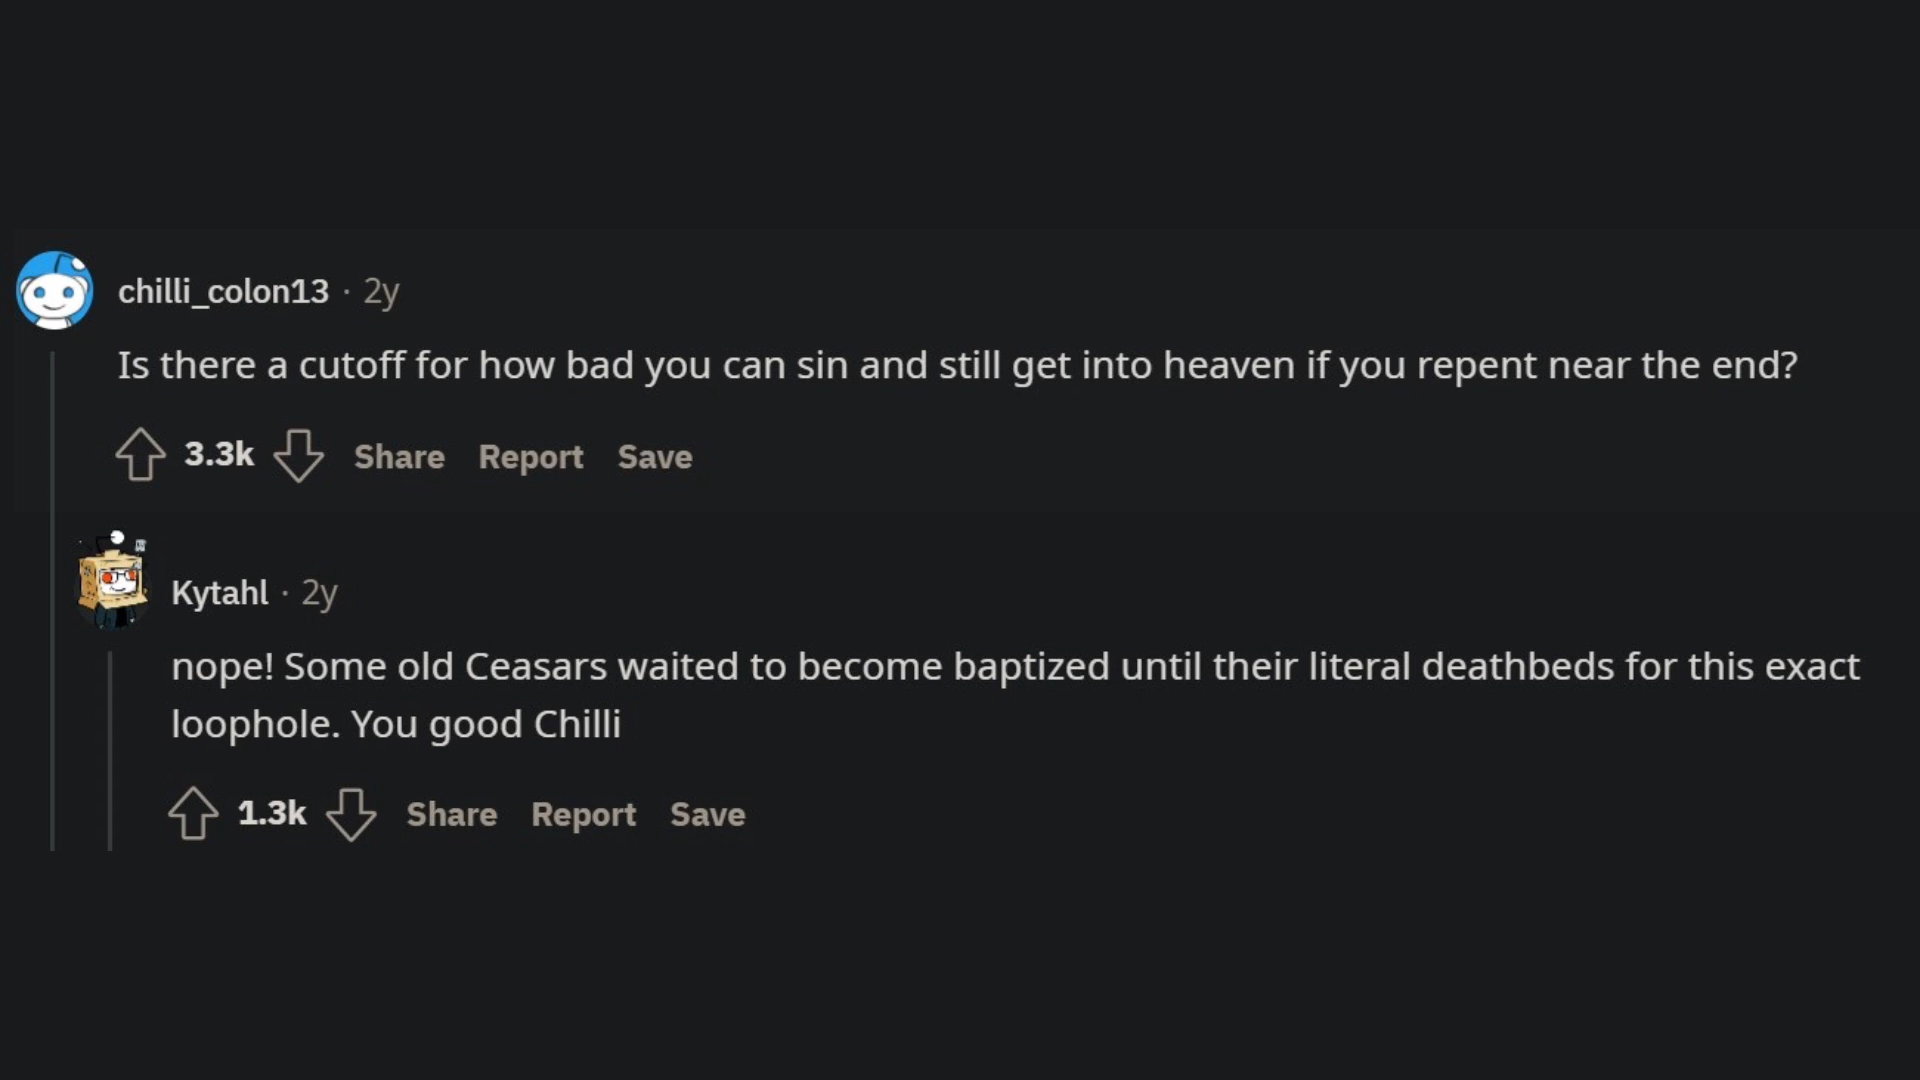 chilli_colon13 · 2y
Is there a cutoff for how bad you can sin and still get into heaven if you repent near the end?
3.3k Share Report Save
Kytahl · 2y
nope! Some old Ceasars waited to become baptized until their literal deathbeds for this exact
loophole. You good Chilli
1.3k Share Report Save